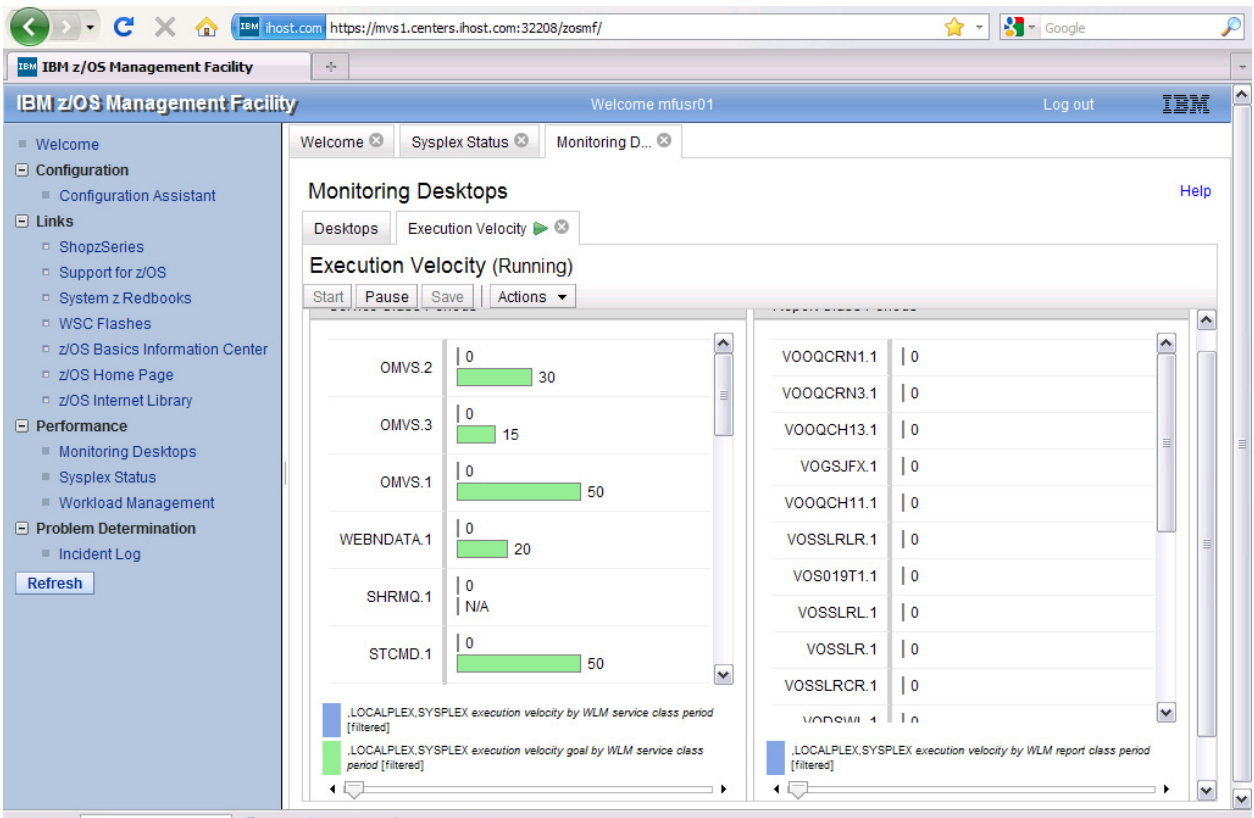 IBM ihost.com https://mvs1.centers.ihost.com:32208/zosmf/ Google
IBM IBM z/OS Management Facility
IBM z/OS Management Facility Welcome mfusr01 Log out IBM
Welcome
Configuration
Configuration Assistant
Links
ShopzSeries
Support for z/OS
System z Redbooks
WSC Flashes
z/OS Basics Information Center
z/OS Home Page
z/OS Internet Library
Performance
Monitoring Desktops
Sysplex Status
Workload Management
Problem Determination
Incident Log
Refresh
Welcome Sysplex Status Monitoring D...
Monitoring Desktops Help
Desktops Execution Velocity
Execution Velocity (Running)
Start Pause Save Actions
OMVS.2 0
30
OMVS.3 0
15
OMVS.1 0
50
WEBNDATA.1 0
20
SHRMQ.1 0
N/A
STCMD.1 0
50
,LOCALPLEX,SYSPLEX execution velocity by WLM service class period
[filtered]
,LOCALPLEX,SYSPLEX execution velocity goal by WLM service class
period [filtered]
VOOQCRN1.1 0
VOOQCRN3.1 0
VOOQCH13.1 0
VOGSJFX.1 0
VOOQCH11.1 0
VOSSLRLR.1 0
VOS019T1.1 0
VOSSLRL.1 0
VOSSLR.1 0
VOSSLRCR.1 0
,LOCALPLEX,SYSPLEX execution velocity by WLM report class period
[filtered]